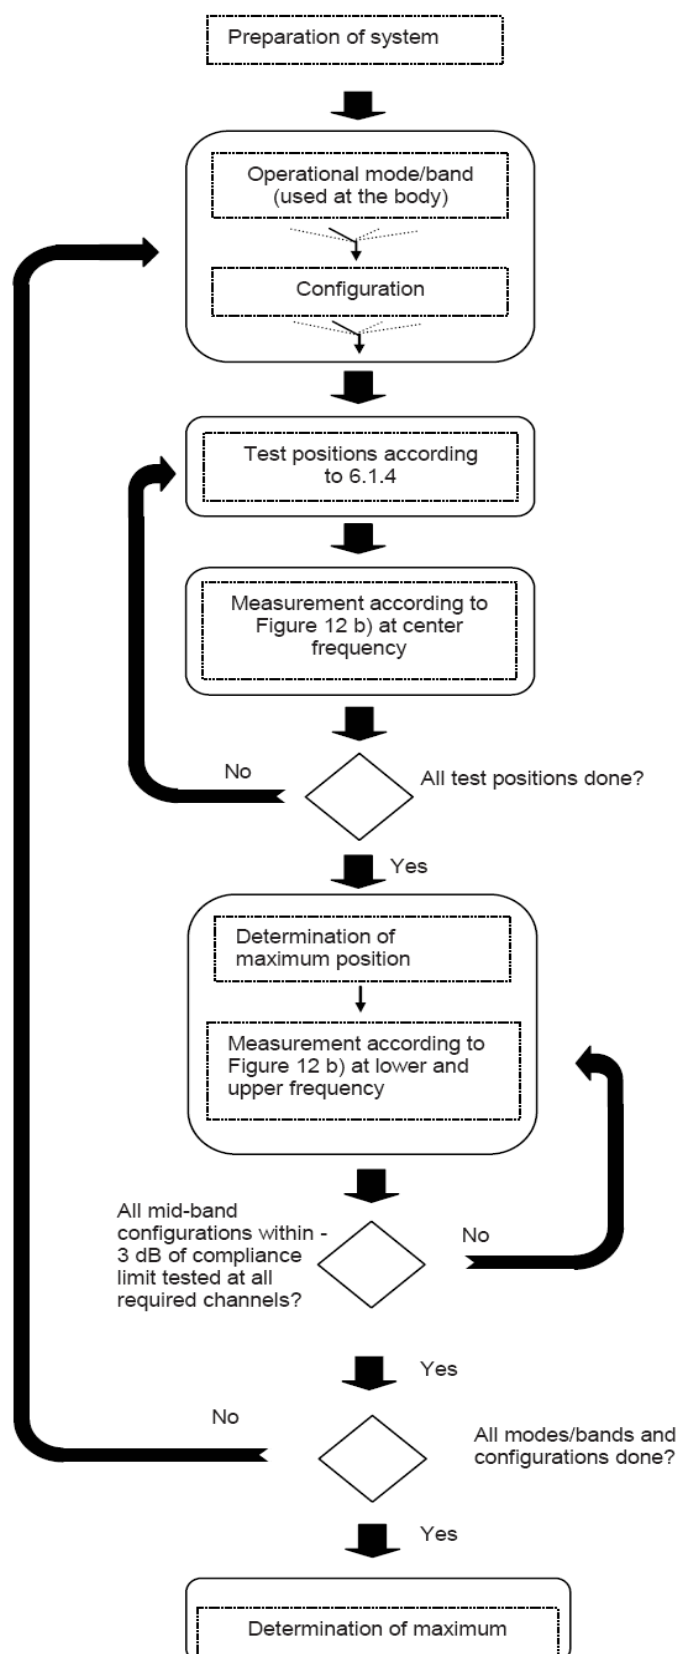 Preparation of system
Operational mode/band
(used at the body)
Configuration
Test positions according
to 6.1.4
Measurement according to
Figure 12 b) at center
frequency
No
All test positions done?
Yes
Determination of
maximum position
Measurement according to
Figure 12 b) at lower and
upper frequency
All mid-band
configurations within -
3 dB of compliance
limit tested at all
required channels?
No
Yes
No
All modes/bands and
configurations done?
Yes
Determination of maximum